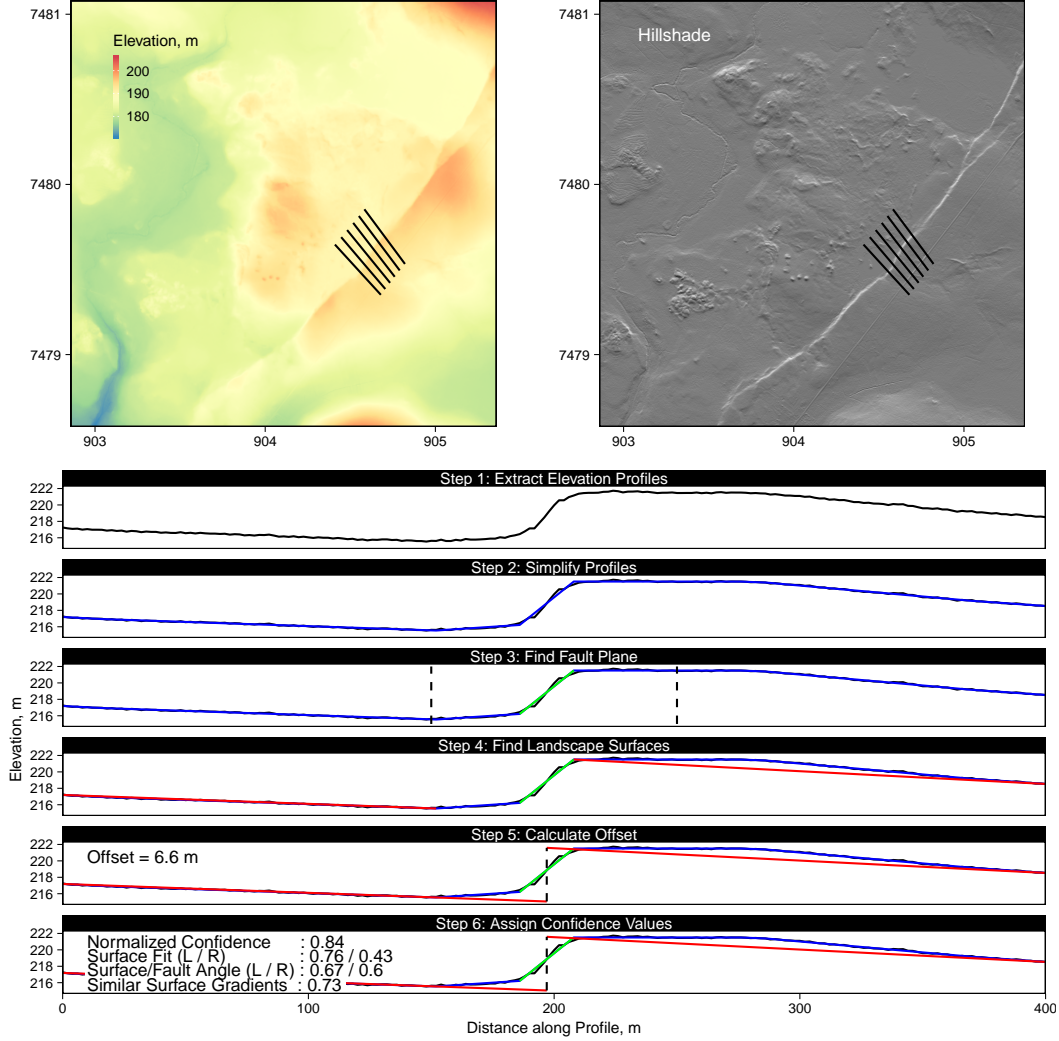 7481
7480
7479
Elevation, m
200
190
180
903
904
905
Hillshade
7481
7480
7479
903
904
905
Step 1: Extract Elevation Profiles
222
220
218
216
Step 2: Simplify Profiles
222
220
218
216
Step 3: Find Fault Plane
222
220
218
216
Step 4: Find Landscape Surfaces
222
220
218
216
Step 5: Calculate Offset
222
220
218
216
Offset = 6.6 m
Step 6: Assign Confidence Values
222
220
218
216
Normalized Confidence : 0.84
Surface Fit (L / R) : 0.76 / 0.43
Surface/Fault Angle (L / R) : 0.67 / 0.6
Similar Surface Gradients : 0.73
Elevation, m
0
100
200
300
400
Distance along Profile, m